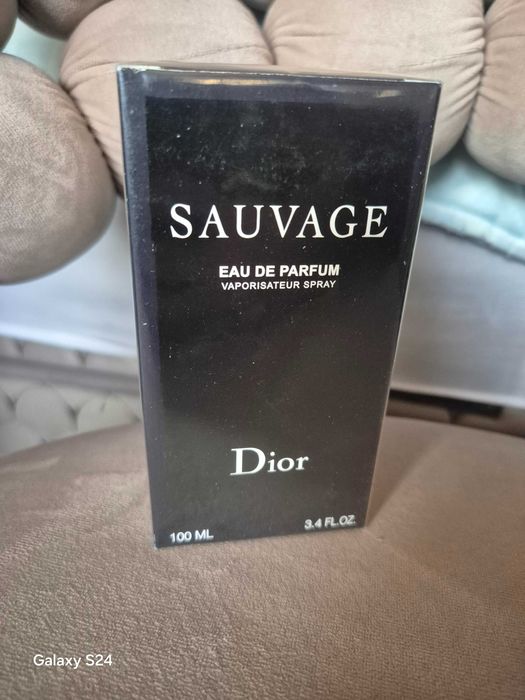 SAUVAGE
EAU DE PARFUM
VAPORISATEUR SPRAY
Dior
100 ML 3.4 FL.OZ.
Galaxy S24